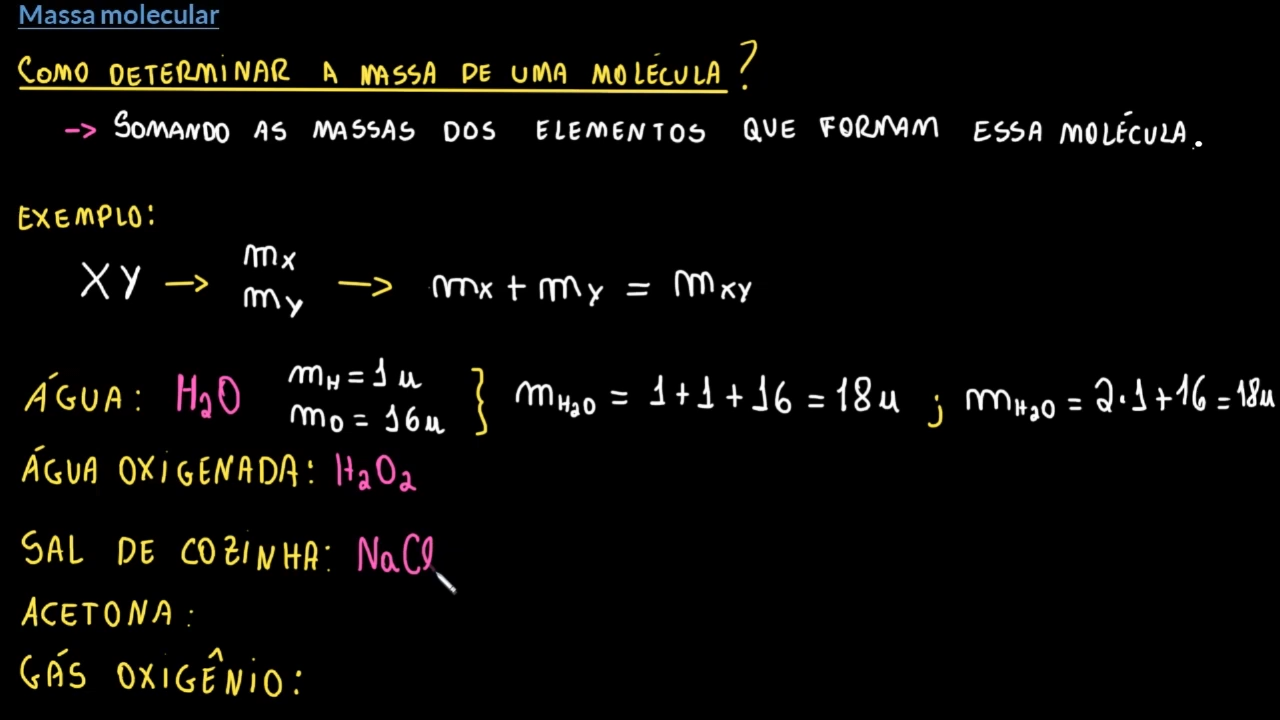 Massa molecular
COMO DETERMINAR A MASSA DE UMA MOLÉCULA?
→ SOMANDO AS MASSAS DOS ELEMENTOS QUE FORMAM ESSA MOLÉCULA.
EXEMPLO:
XY → mX mY → mX + mY = mXY
ÁGUA: H₂O mH = 1u mO = 16u } mH₂O = 1 + 1 + 16 = 18u ; mH₂O = 2·1 + 16 = 18u
ÁGUA OXIGENADA: H₂O₂
SAL DE COZINHA: NaCl
ACETONA:
GÁS OXIGÊNIO: